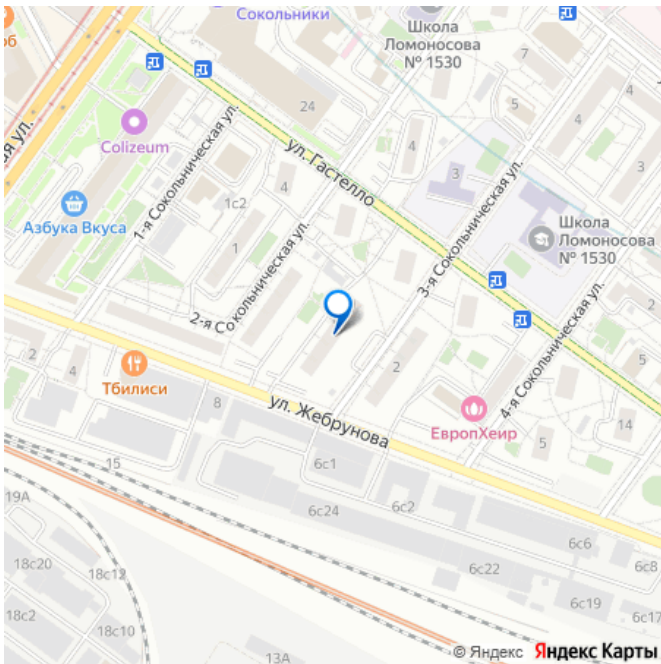 Сокольники
об
Школа
Ломоносова
№ 1530
7
5
24
Colizeum
ул. Гастелло
4
4
3
1-я Сокольническая ул.
ая ул.
1с2
Азбука Вкуса
1
2-я Сокольническая ул.
3-я Сокольническая ул.
Школа
Ломоносова
№ 1530
4-я Сокольническая ул.
2
2
4
Тбилиси
8
ул. Жебрунова
2
ЕвропХеир
5
14
5
15
6с1
19А
6с24
6с2
6с6
6с8
18с20
18с12
6с22
6с19
6с17
18с2
18с10
13А
© Яндекс Яндекс Карты